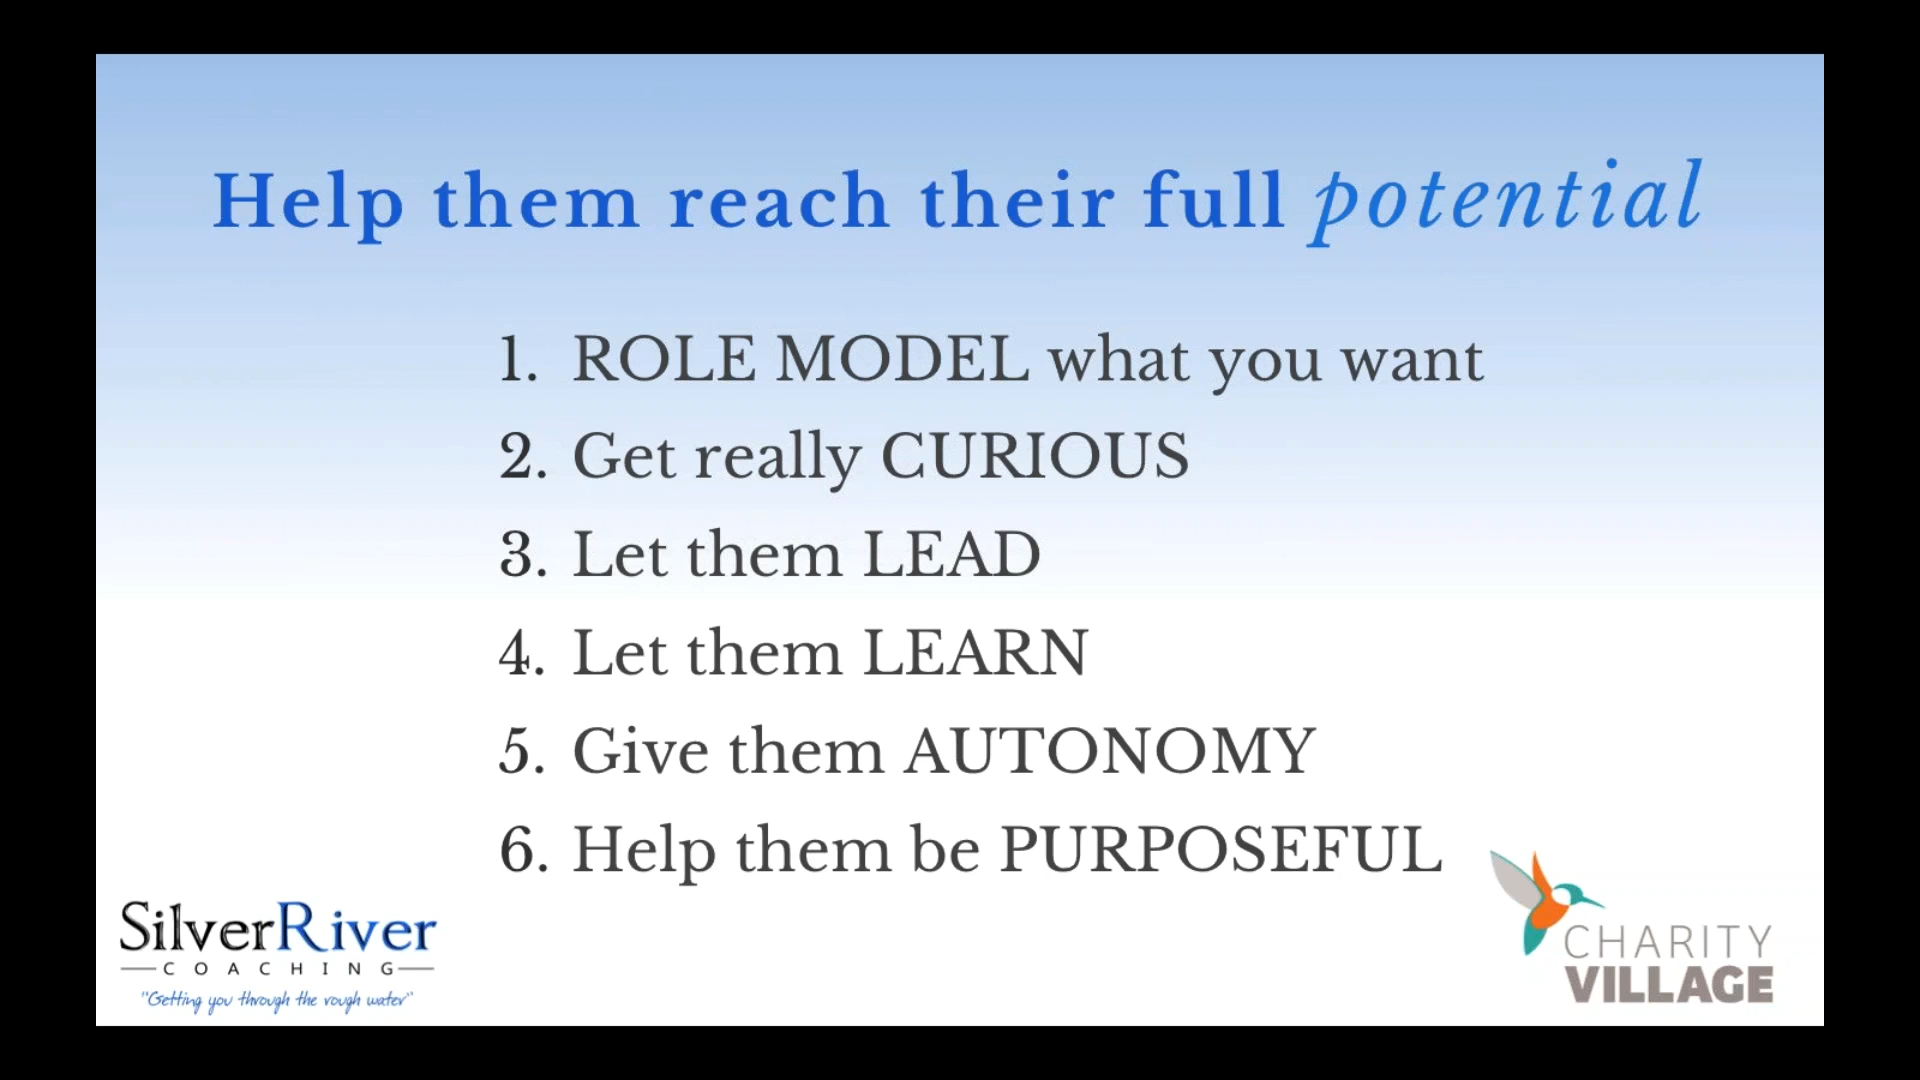 Help them reach their full potential
1. ROLE MODEL what you want
2. Get really CURIOUS
3. Let them LEAD
4. Let them LEARN
5. Give them AUTONOMY
6. Help them be PURPOSEFUL
SilverRiver
COACHING
"Getting you through the rough water"
CHARITY
VILLAGE